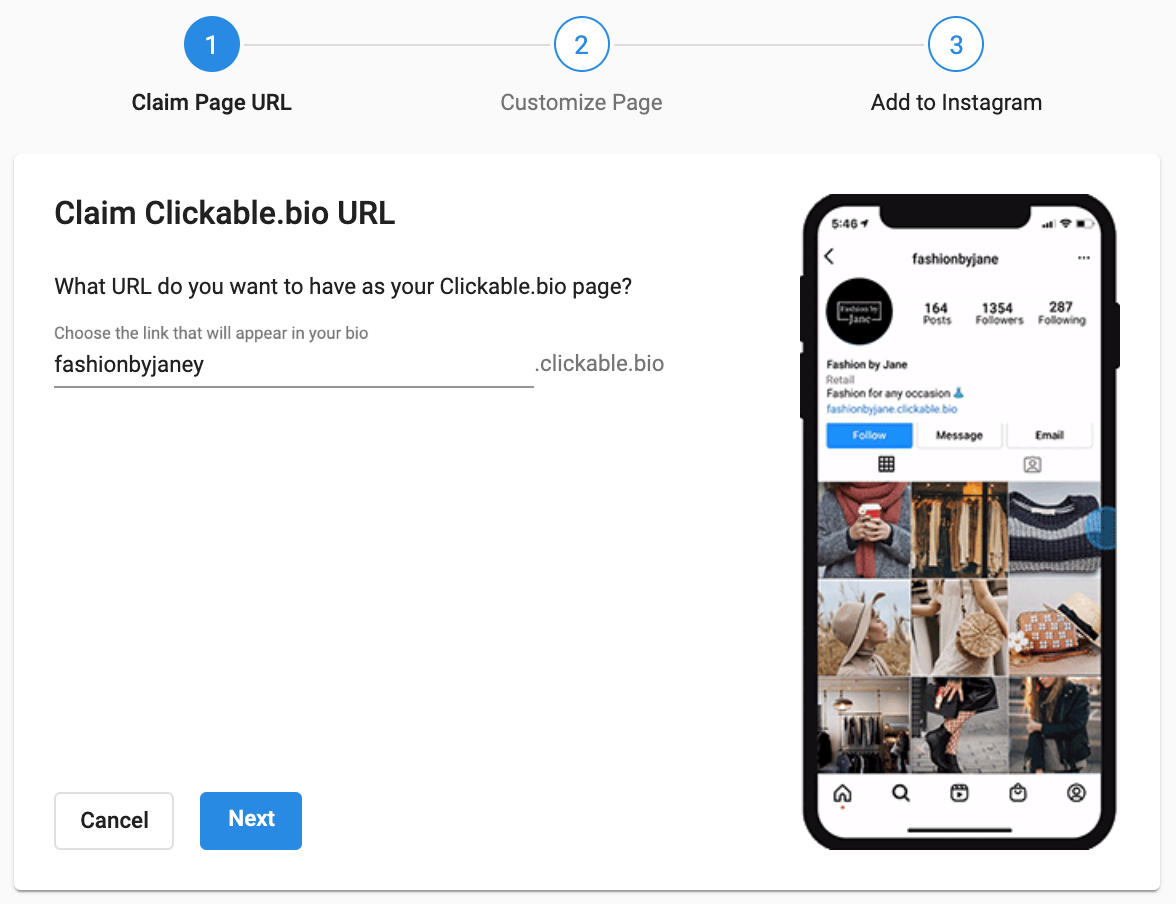 1
2
3
Claim Page URL
Customize Page
Add to Instagram
Claim Clickable.bio URL
What URL do you want to have as your Clickable.bio page?
Choose the link that will appear in your bio
fashionbyjaney
.clickable.bio
Cancel
Next
5:46
fashionbyjane
Fashion by
Jane
164
1354
287
Posts
Followers
Following
Fashion by Jane
Retail
Fashion for any occasion
fashionbyjane.clickable.bio
Follow
Message
Email